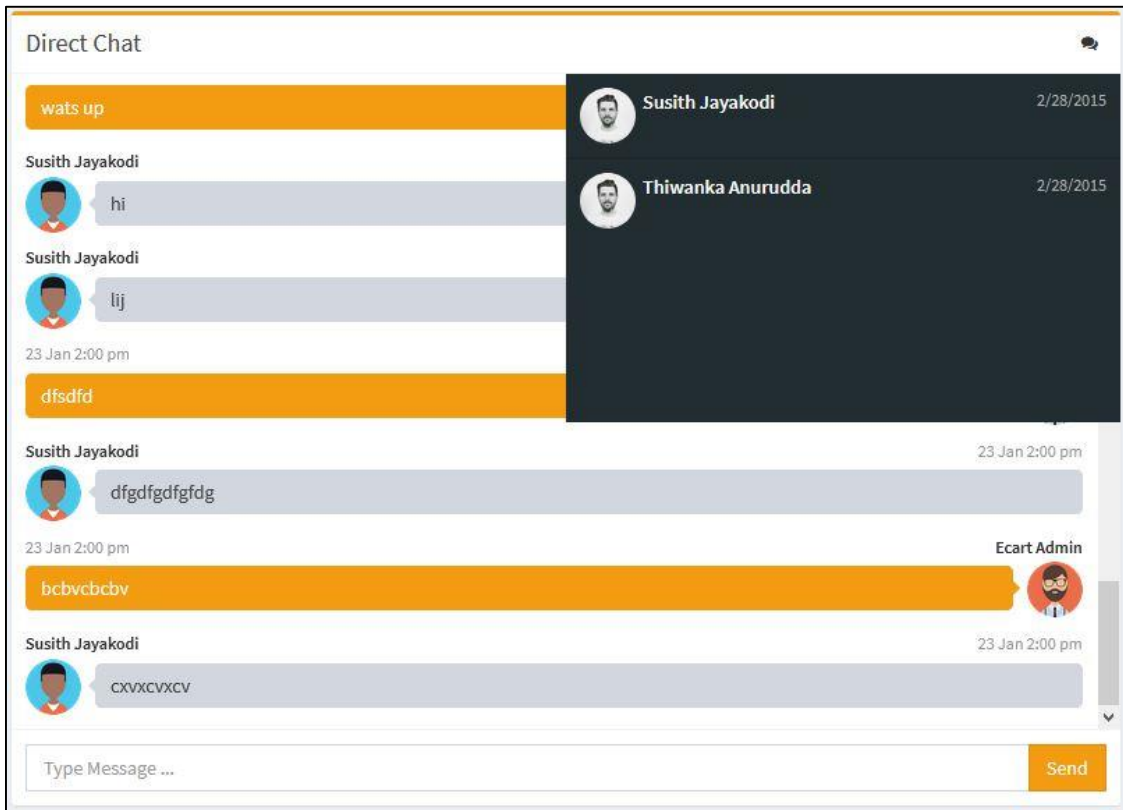 Direct Chat
wats up
Susith Jayakodi 2/28/2015
Susith Jayakodi
hi
Thiwanka Anurudda 2/28/2015
Susith Jayakodi
lij
23 Jan 2:00 pm
dfsdfd
Susith Jayakodi 23 Jan 2:00 pm
dfgdfgdfgfdg
23 Jan 2:00 pm Ecart Admin
bcbvcbcbv
Susith Jayakodi 23 Jan 2:00 pm
cxvxcvxcv
Type Message ... Send